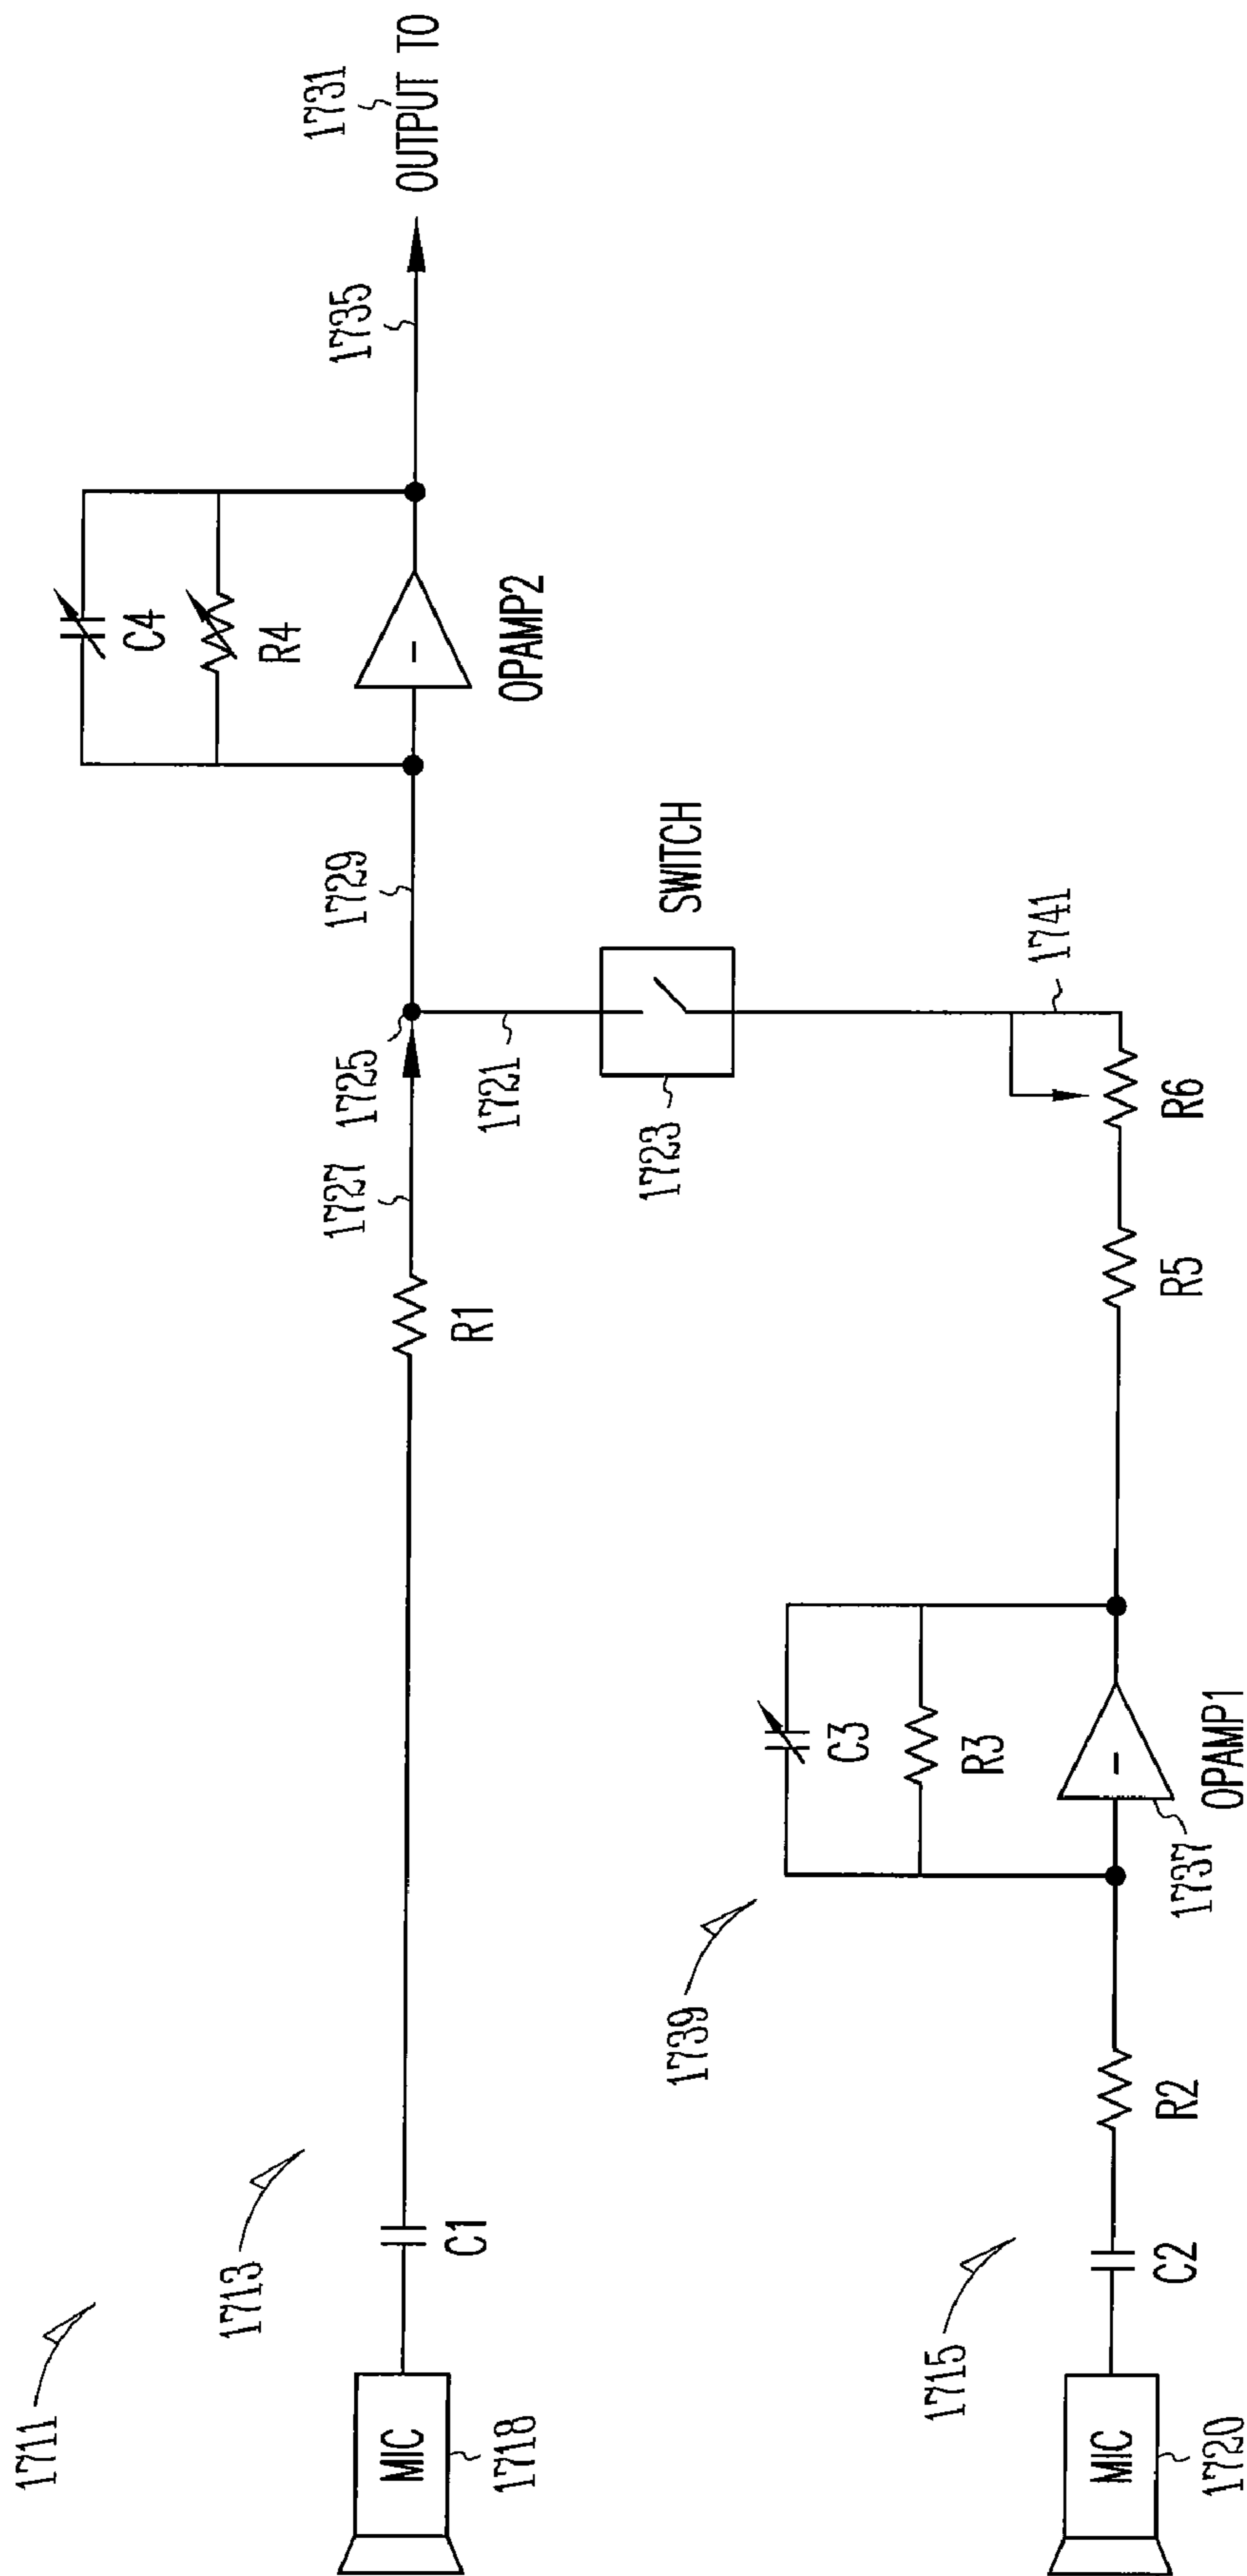 1731
OUTPUT TO
1735
C4
R4
OPAMP2
1729
1725
1727
R1
1721
SWITCH
1723
1741
R6
R5
1711
1713
C1
MIC
1718
1739
C3
R3
OPAMP1
1737
R2
1715
C2
MIC
1720